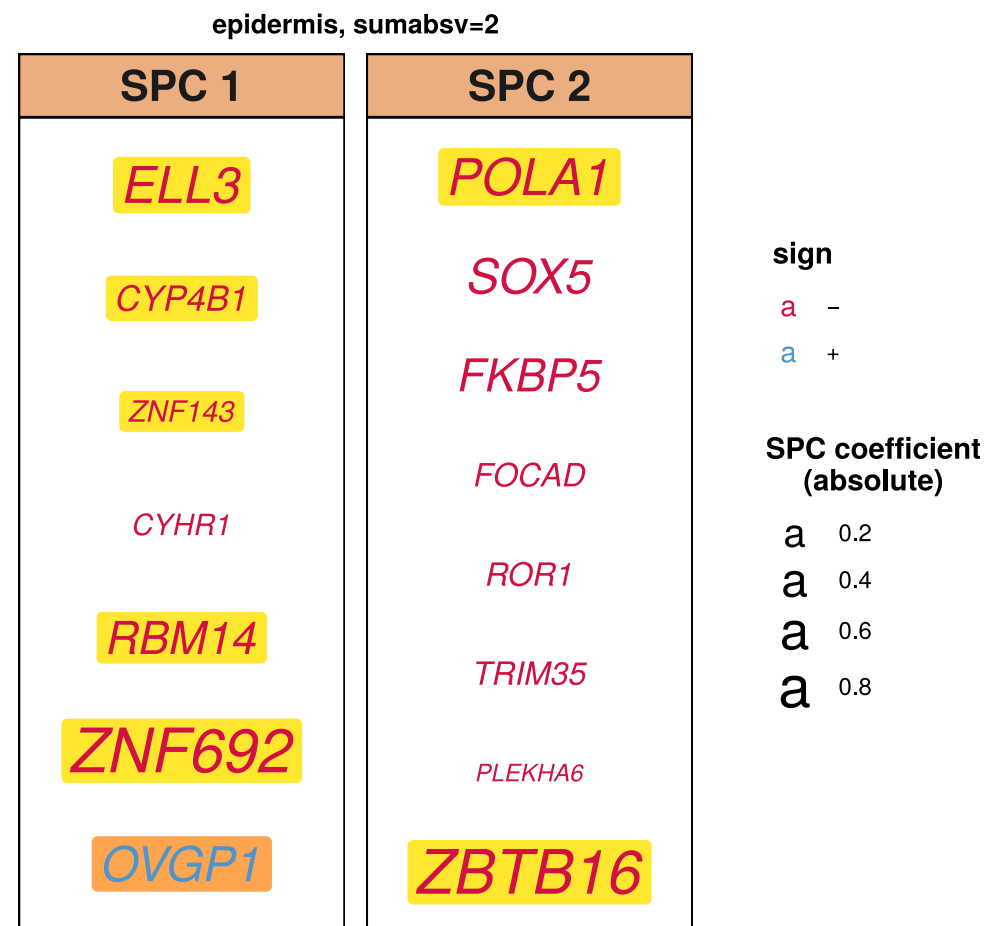 epidermis, sumabsv=2
SPC 1
ELL3
CYP4B1
ZNF143
CYHR1
RBM14
ZNF692
OVGP1
SPC 2
POLA1
SOX5
FKBP5
FOCAD
ROR1
TRIM35
PLEKHA6
ZBTB16
sign
a −
a +
SPC coefficient
(absolute)
a 0.2
a 0.4
a 0.6
a 0.8